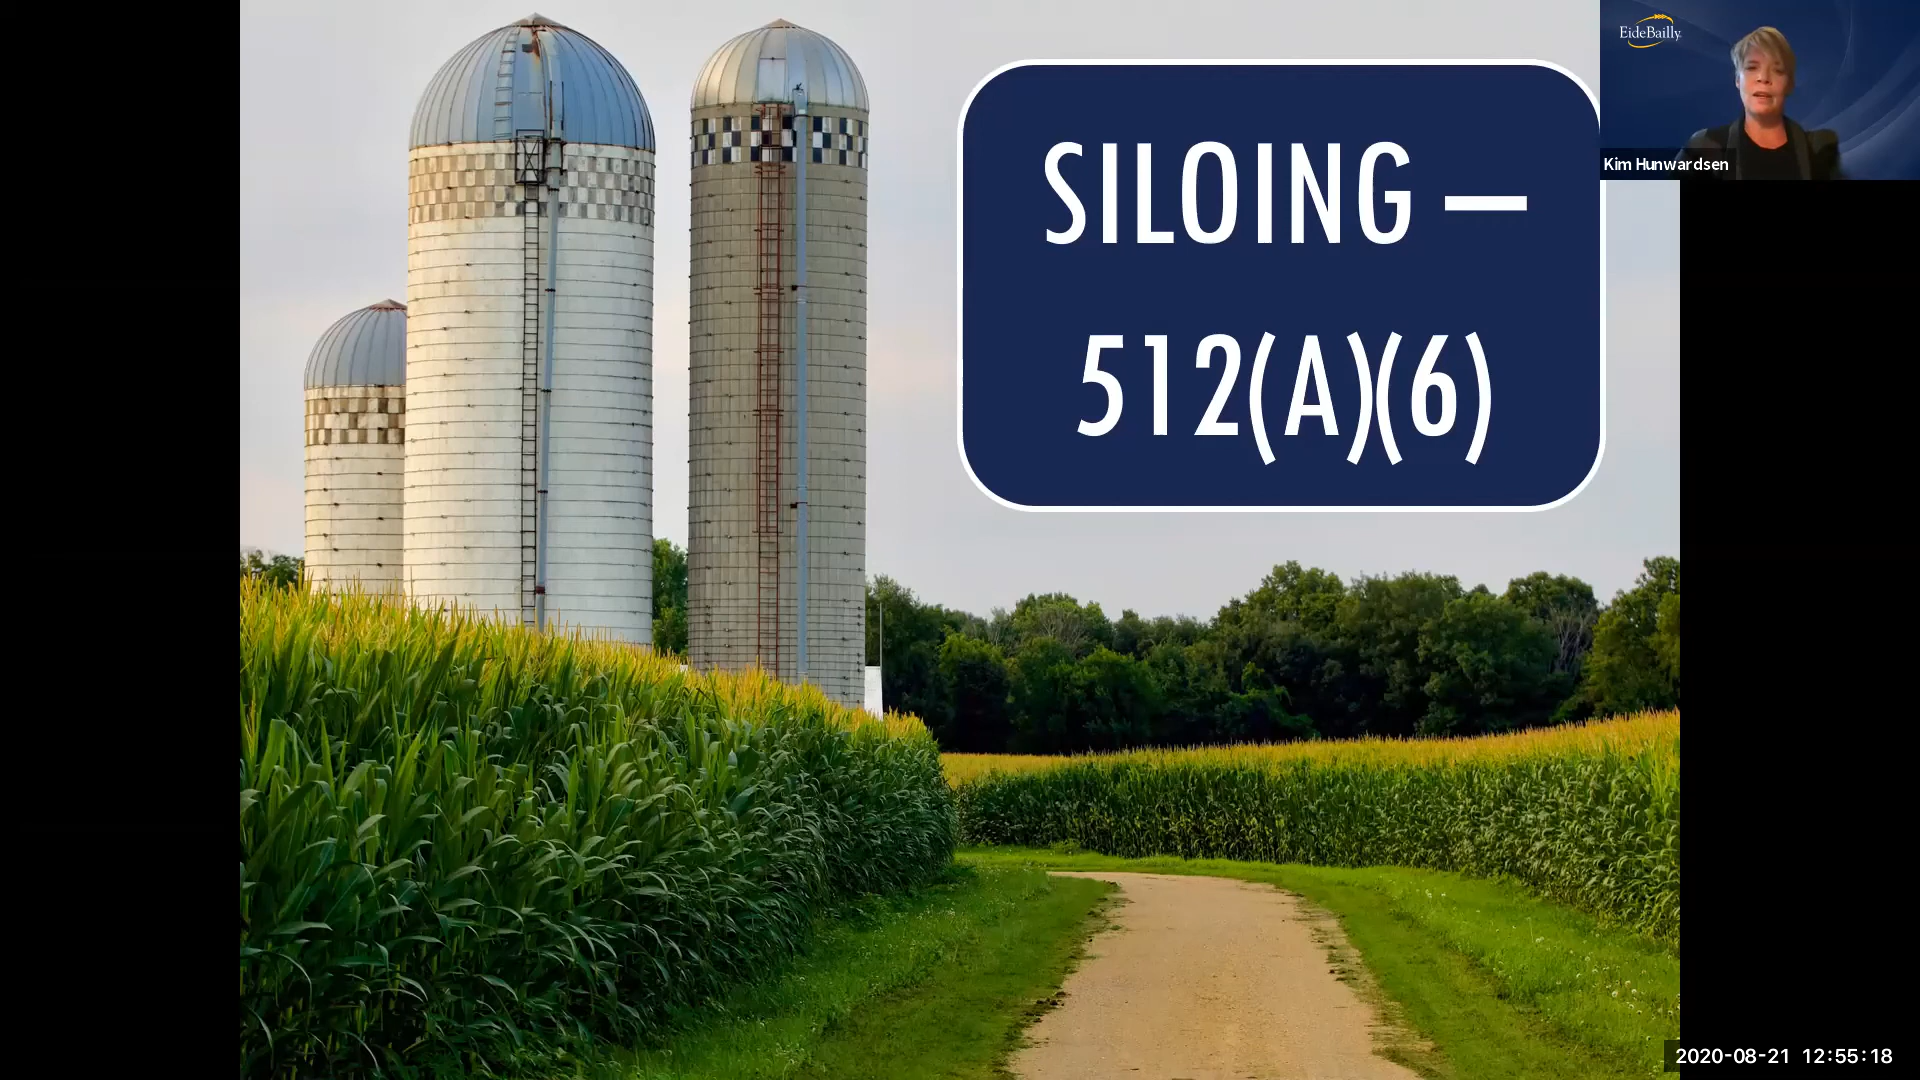 SILOING –
512(A)(6)
EideBailly
Kim Hunwardsen
2020-08-21 12:55:18